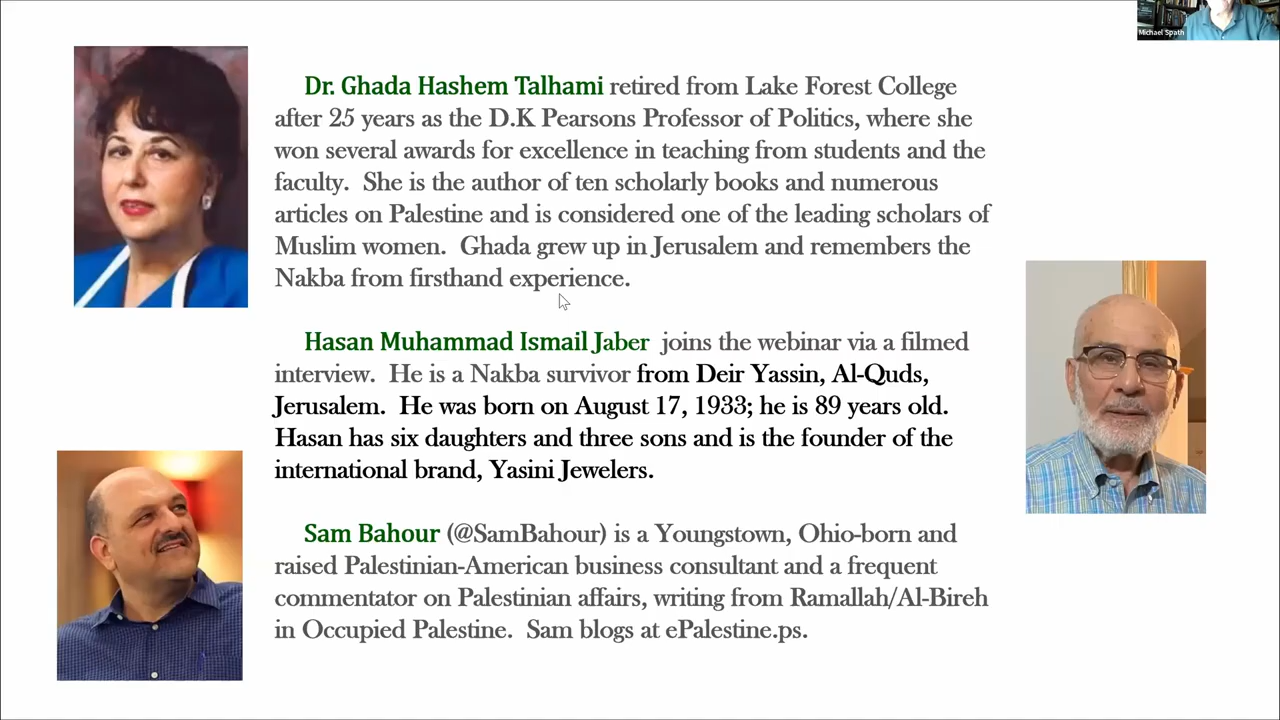 Michael Spath
Dr. Ghada Hashem Talhami retired from Lake Forest College
after 25 years as the D.K Pearsons Professor of Politics, where she
won several awards for excellence in teaching from students and the
faculty.  She is the author of ten scholarly books and numerous
articles on Palestine and is considered one of the leading scholars of
Muslim women.  Ghada grew up in Jerusalem and remembers the
Nakba from firsthand experience.
Hasan Muhammad Ismail Jaber  joins the webinar via a filmed
interview.  He is a Nakba survivor from Deir Yassin, Al-Quds,
Jerusalem.  He was born on August 17, 1933; he is 89 years old.
Hasan has six daughters and three sons and is the founder of the
international brand, Yasini Jewelers.
Sam Bahour (@SamBahour) is a Youngstown, Ohio-born and
raised Palestinian-American business consultant and a frequent
commentator on Palestinian affairs, writing from Ramallah/Al-Bireh
in Occupied Palestine.  Sam blogs at ePalestine.ps.